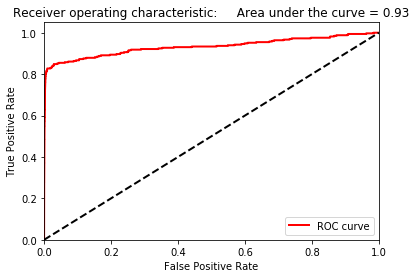 Receiver operating characteristic:     Area under the curve = 0.93
True Positive Rate
1.0
0.8
0.6
0.4
0.2
0.0
ROC curve
0.0 0.2 0.4 0.6 0.8 1.0
False Positive Rate